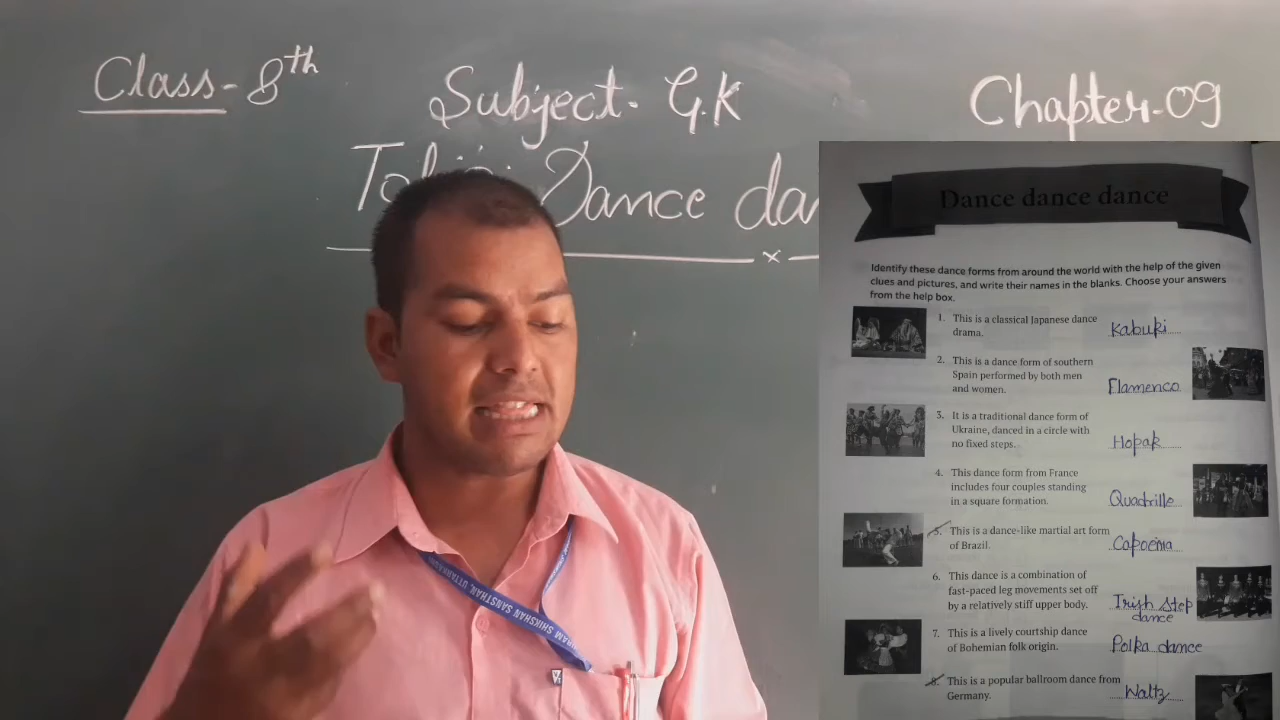 Class-8th
Subject- G.K
Chapter-09
Dance
Dance dance dance
Identify these dance forms from around the world with the help of the given
clues and pictures, and write their names in the blanks. Choose your answers
from the help box.
1. This is a classical Japanese dance
drama. Kabuki
2. This is a dance form of southern
Spain performed by both men
and women. Flamenco
3. It is a traditional dance form of
Ukraine, danced in a circle with
no fixed steps. Hopak
4. This dance form from France
includes four couples standing
in a square formation. Quadrille
5. This is a dance-like martial art form
of Brazil.
6. This dance is a combination of
fast-paced leg movements set off
by a relatively stiff upper body. Irish Step
dance
7. This is a lively courtship dance
of Bohemian folk origin. Polka dance
8. This is a popular ballroom dance from
Germany. Waltz
SHIKSHAN SANSTHAN,